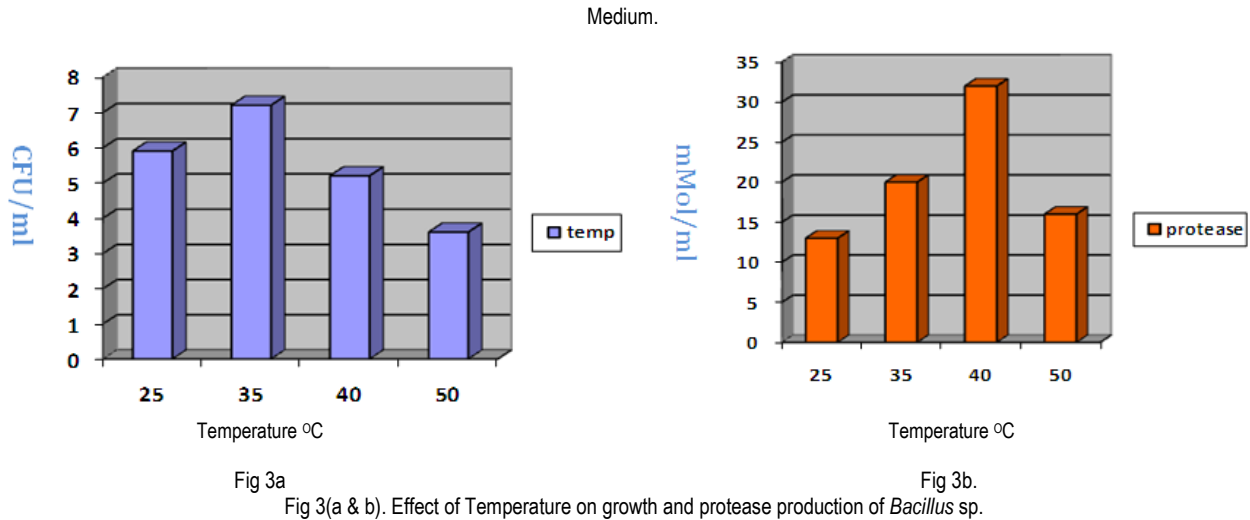 Medium.
8
7
6
5
4
3
2
1
0
CFU/ml
25 35 40 50
temp
Temperature ᴼC
Fig 3a
35
30
25
20
15
10
5
0
mMol/ml
25 35 40 50
protease
Temperature ᴼC
Fig 3b.
Fig 3(a & b). Effect of Temperature on growth and protease production of Bacillus sp.